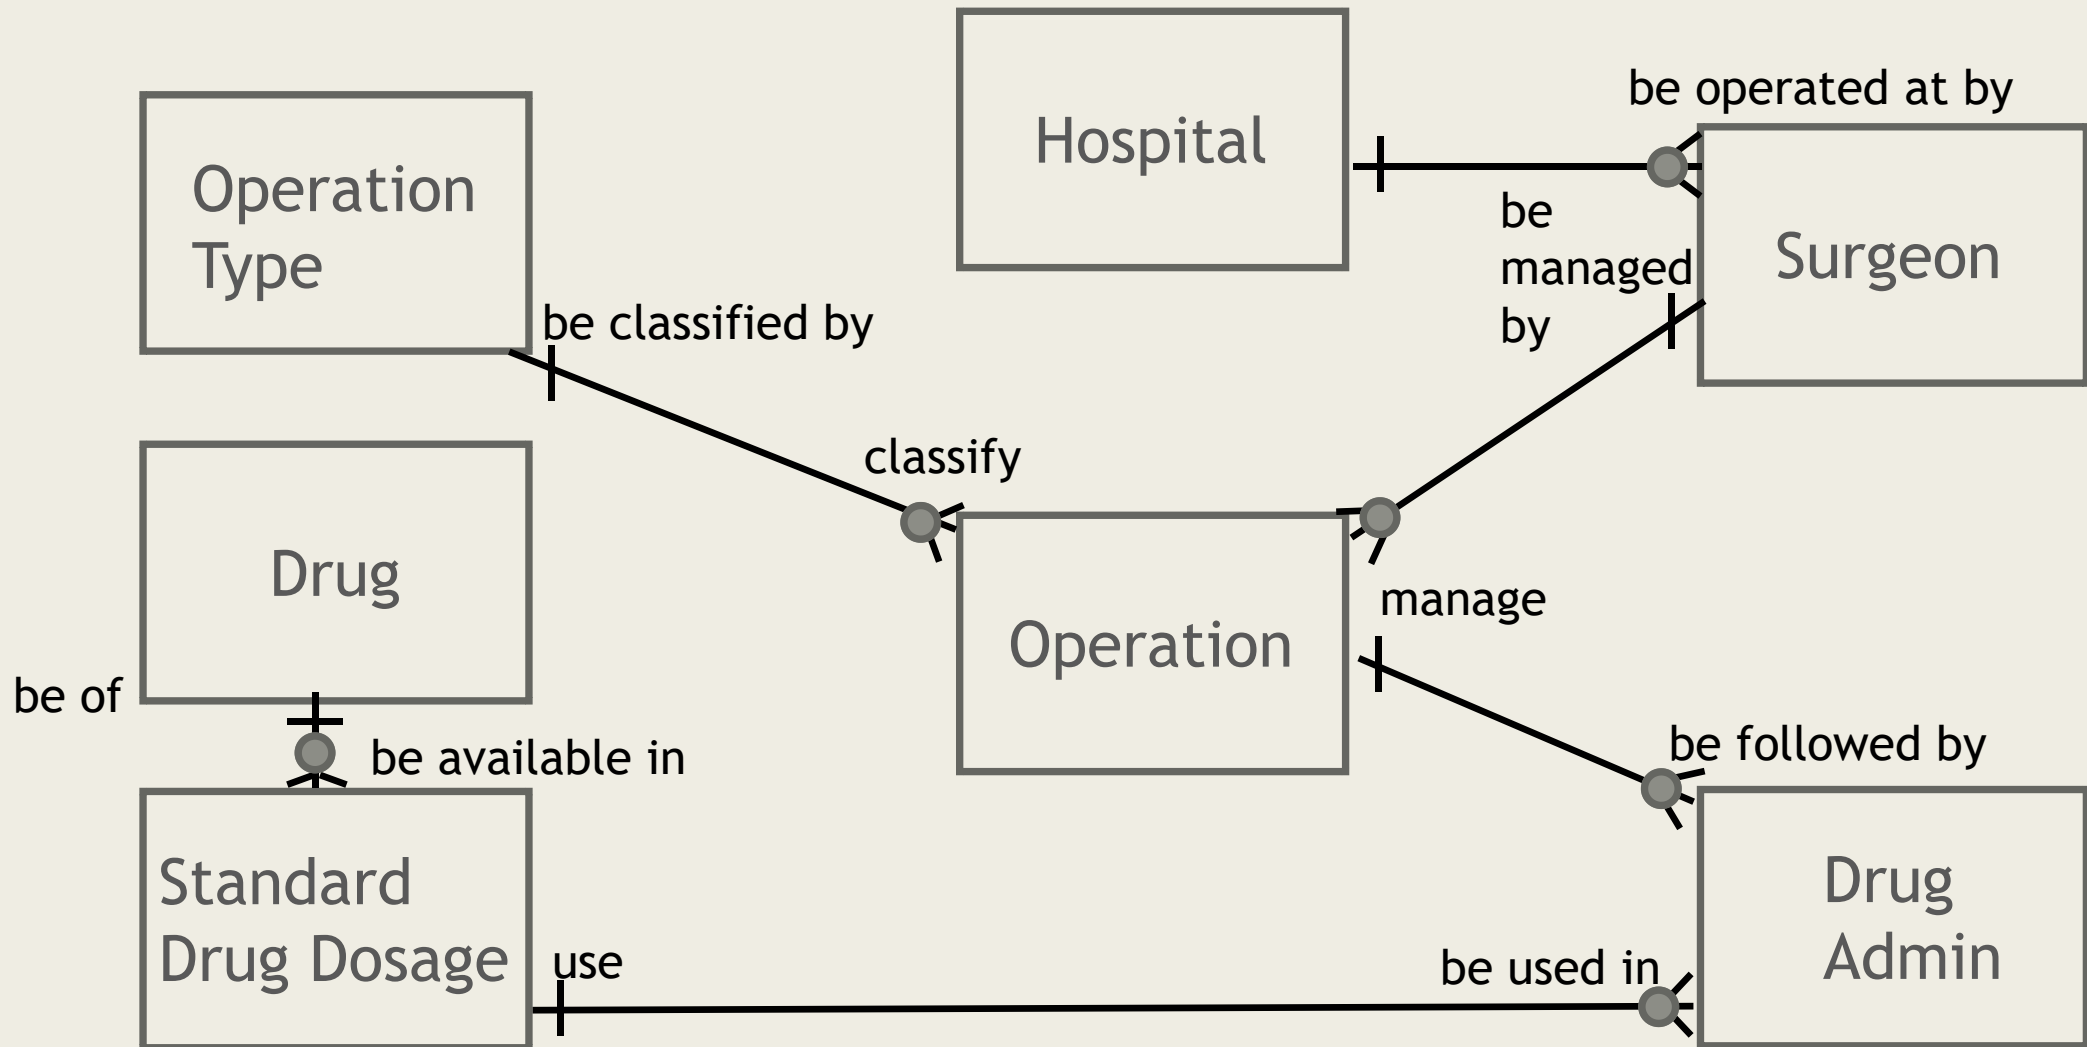 Hospital
be operated at by
Operation
Type
be
managed
by
Surgeon
be classified by
classify
Drug
Operation
manage
be of
be available in
be followed by
Standard
Drug Dosage
Drug
Admin
use
be used in